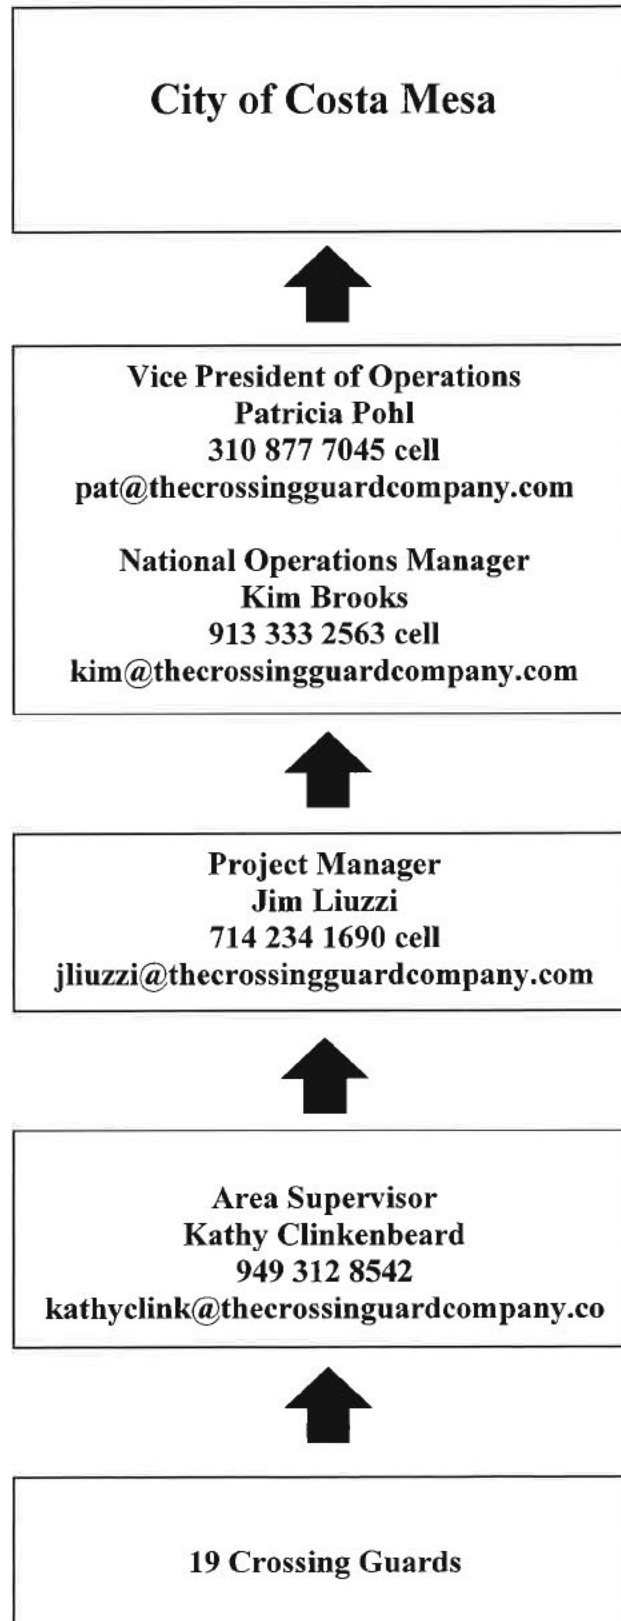 City of Costa Mesa
Vice President of Operations
Patricia Pohl
310 877 7045 cell
pat@thecrossingguardcompany.com
National Operations Manager
Kim Brooks
913 333 2563 cell
kim@thecrossingguardcompany.com
Project Manager
Jim Liuzzi
714 234 1690 cell
jliuzzi@thecrossingguardcompany.com
Area Supervisor
Kathy Clinkenbeard
949 312 8542
kathyclink@thecrossinguardcompany.co
19 Crossing Guards